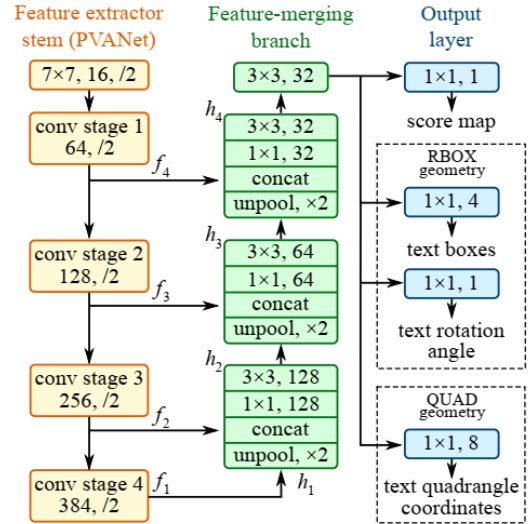 Feature extractor
stem (PVANet)
7×7, 16, /2
conv stage 1
64, /2
f4
conv stage 2
128, /2
f3
conv stage 3
256, /2
f2
conv stage 4
384, /2
f1
Feature-merging
branch
3×3, 32
h4
3×3, 32
1×1, 32
concat
unpool, ×2
h3
3×3, 64
1×1, 64
concat
unpool, ×2
h2
3×3, 128
1×1, 128
concat
unpool, ×2
h1
Output
layer
1×1, 1
score map
RBOX
geometry
1×1, 4
text boxes
1×1, 1
text rotation
angle
QUAD
geometry
1×1, 8
text quadrangle
coordinates